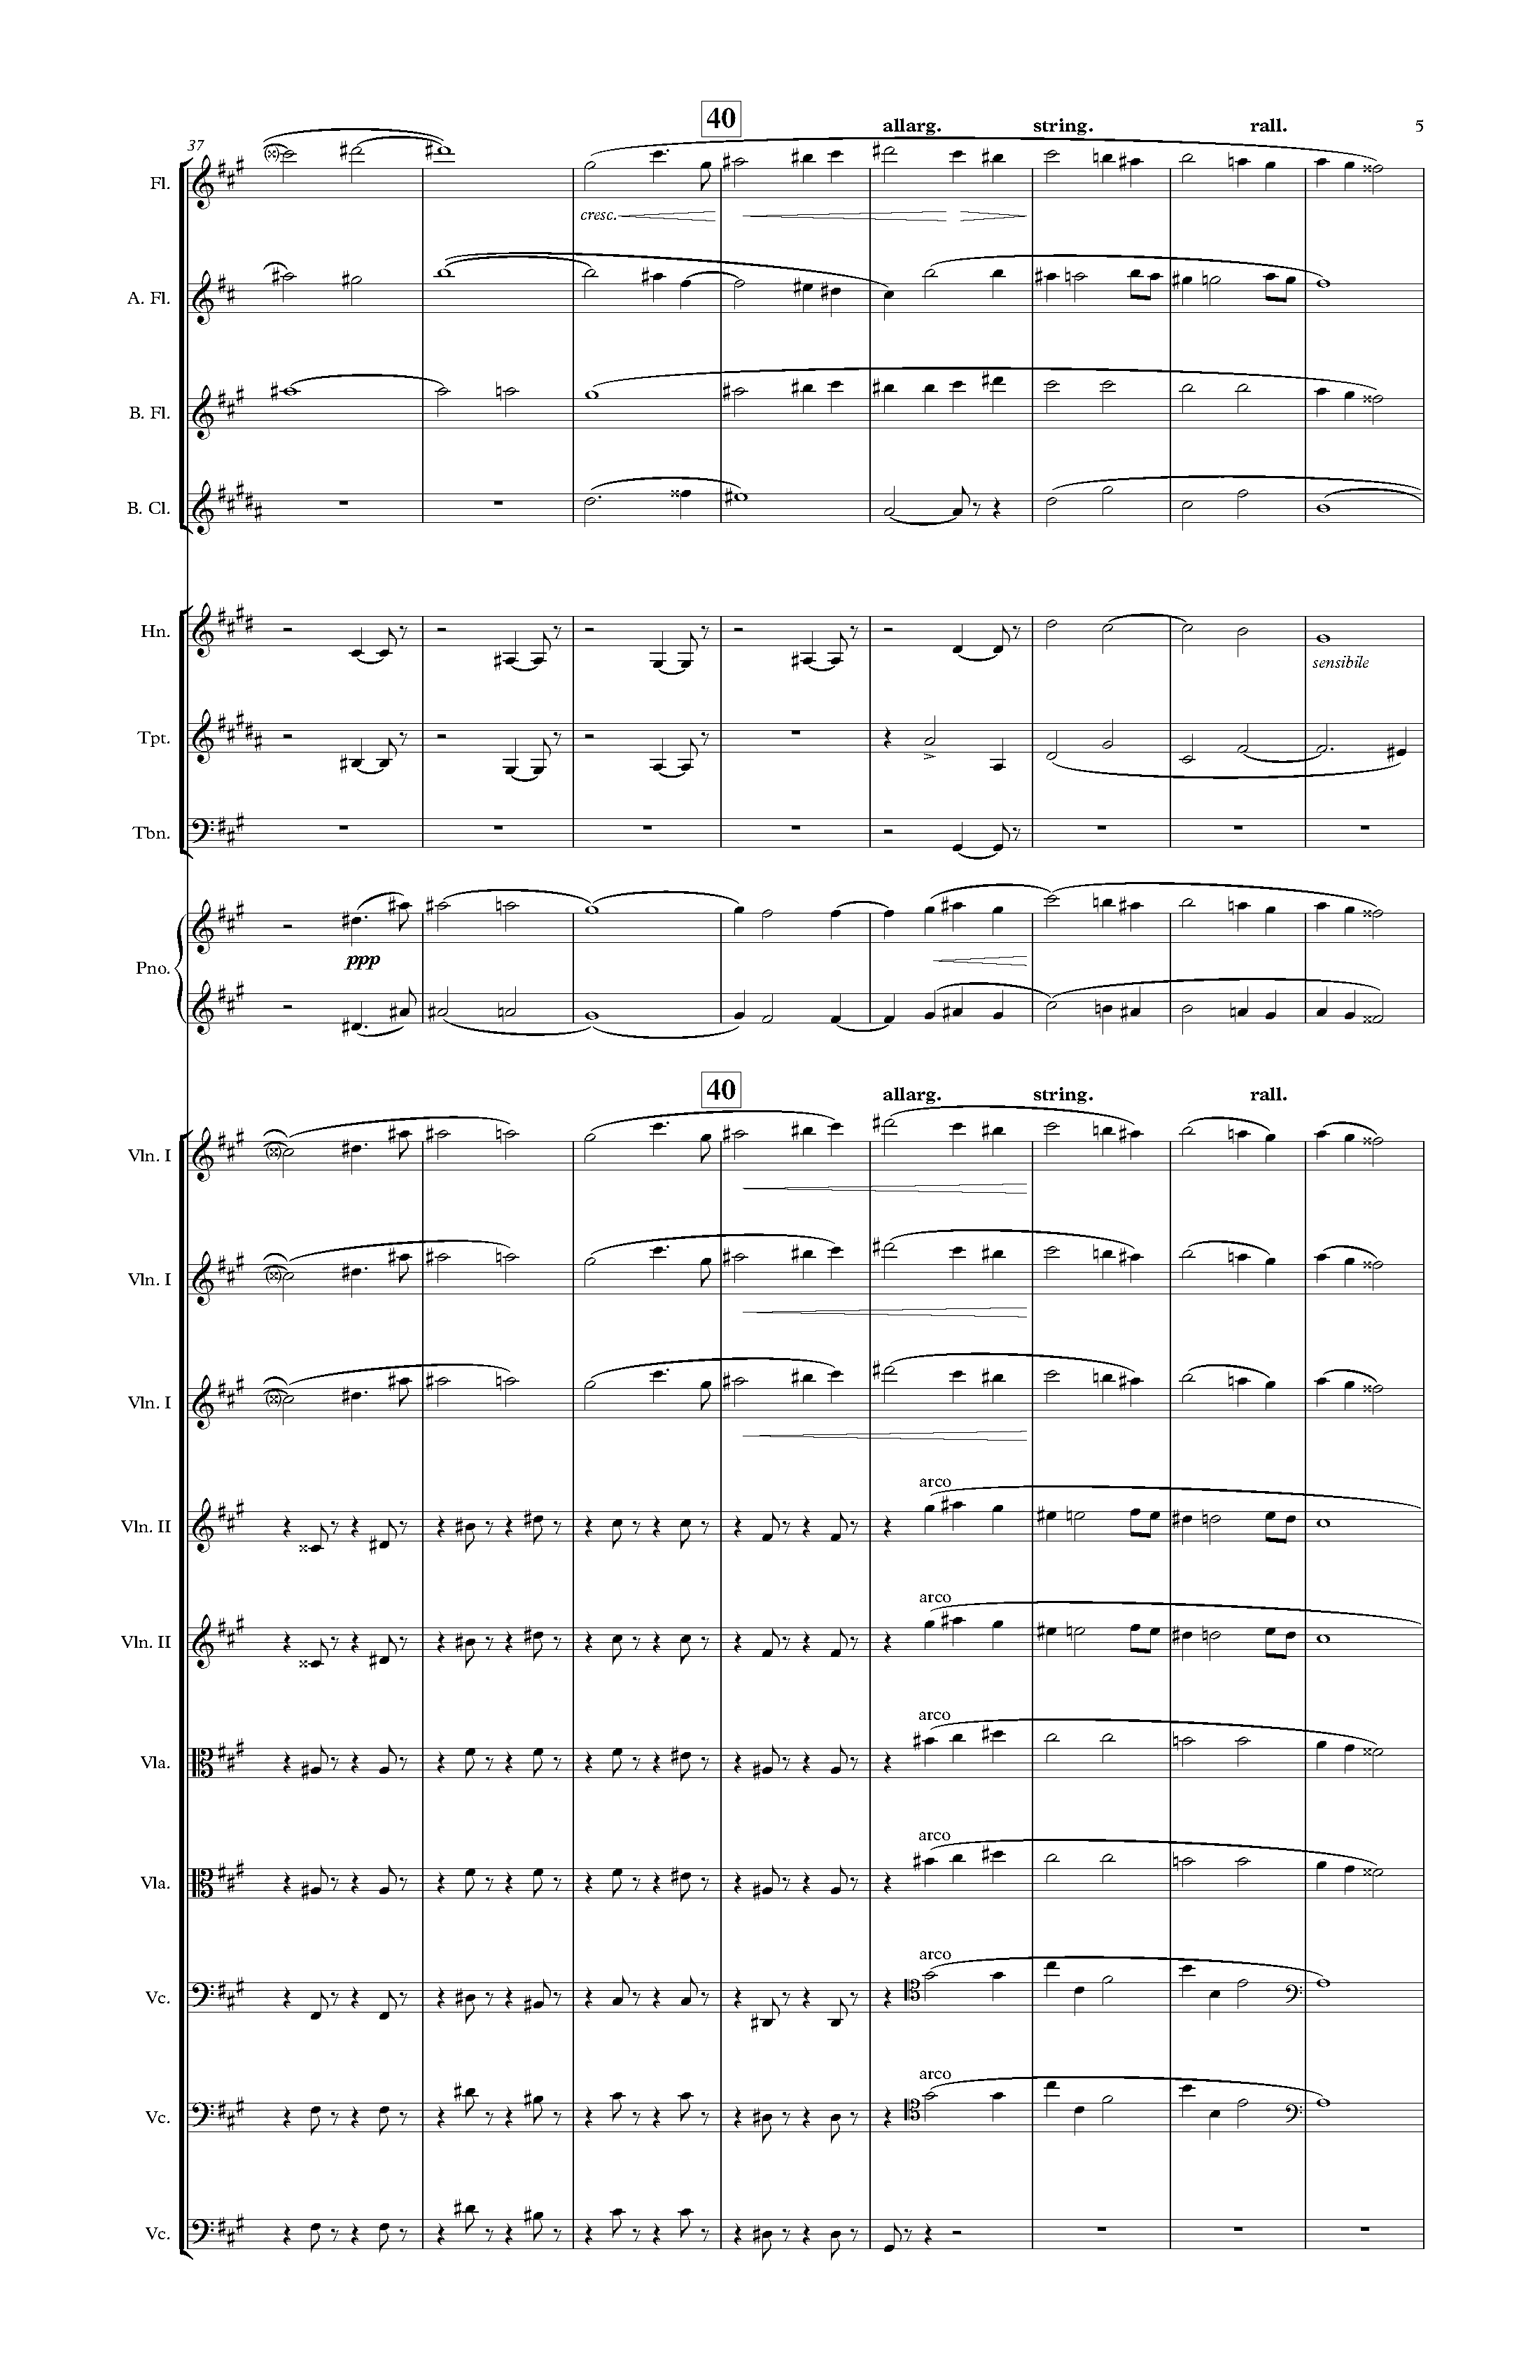 40 allarg. string. rall. 5
37
Fl.
cresc.
A. Fl.
B. Fl.
B. Cl.
Hn.
sensibile
Tpt.
Tbn.
Pno.
ppp
40 allarg. string. rall.
Vln. I
Vln. I
Vln. I
arco
Vln. II
arco
Vln. II
arco
Vla.
arco
Vla.
arco
Vc.
arco
Vc.
Vc.